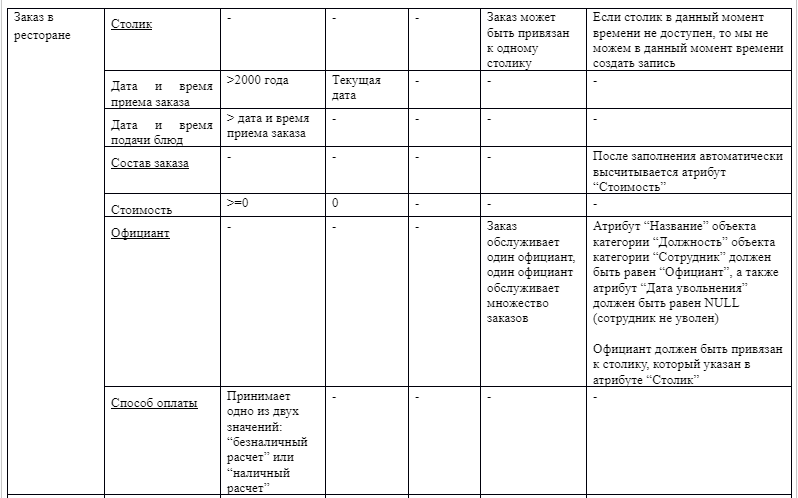 Заказ в
ресторане
Столик
-
-
-
Заказ может
быть привязан
к одному
столику
Если столик в данный момент
времени не доступен, то мы не
можем в данный момент времени
создать запись
Дата и время
приема заказа
>2000 года
Текущая
дата
-
-
-
Дата и время
подачи блюд
> дата и время
приема заказа
-
-
-
-
Состав заказа
-
-
-
-
После заполнения автоматически
высчитывается атрибут
“Стоимость”
Стоимость
>=0
0
-
-
-
Официант
-
-
-
Заказ
обслуживает
один официант,
один официант
обслуживает
множество
заказов
Атрибут “Название” объекта
категории “Должность” объекта
категории “Сотрудник” должен
быть равен “Официант”, а также
атрибут “Дата увольнения”
должен быть равен NULL
(сотрудник не уволен)
Официант должен быть привязан
к столику, который указан в
атрибуте “Столик”
Способ оплаты
Принимает
одно из двух
значений:
“безналичный
расчет” или
“наличный
расчет”
-
-
-
-